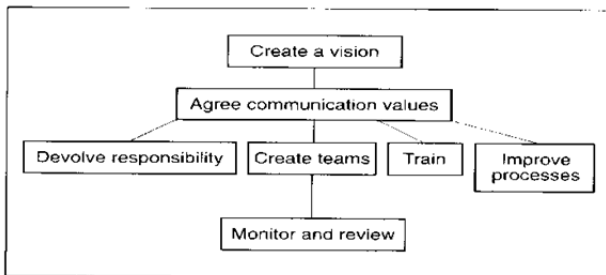 Create a vision
Agree communication values
Devolve responsibility
Create teams
Train
Improve
processes
Monitor and review